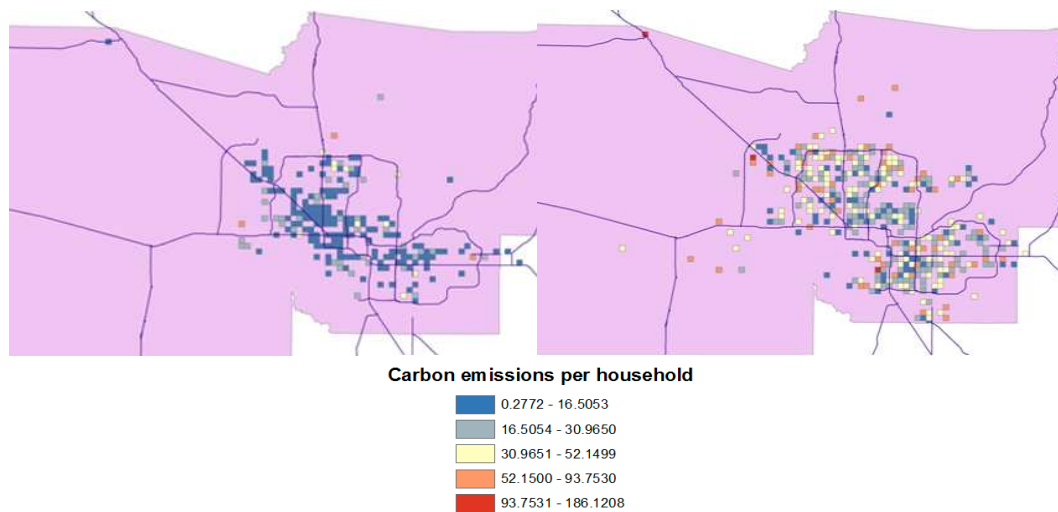 Carbon emissions per household
0.2772 - 16.5053
16.5054 - 30.9650
30.9651 - 52.1499
52.1500 - 93.7530
93.7531 - 186.1208